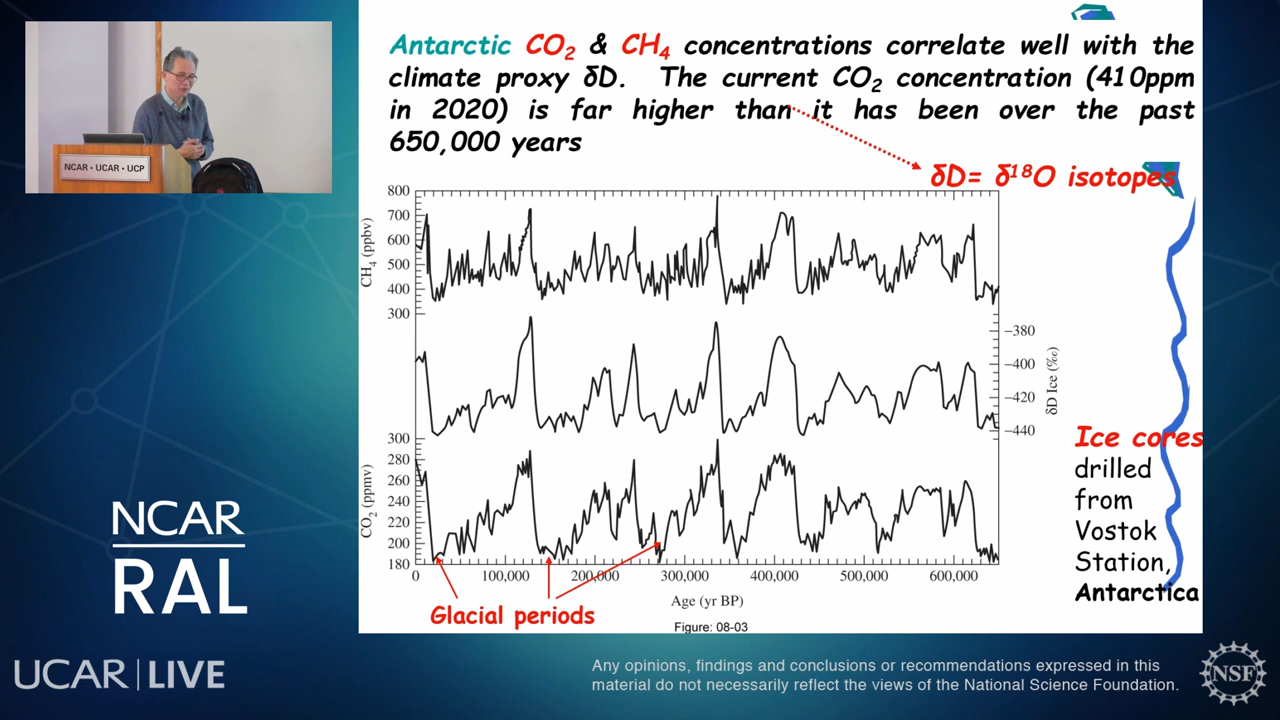 Antarctic CO₂ & CH₄ concentrations correlate well with the
climate proxy δD. The current CO₂ concentration (410ppm
in 2020) is far higher than it has been over the past
650,000 years
δD= δ¹⁸O isotopes
NCAR • UCAR • UCP
800
700
600
500
400
300
CH₄ (ppbv)
–380
–400
–420
–440
δD Ice (‰)
300
280
260
240
220
200
180
CO₂ (ppmv)
0
100,000
200,000
300,000
400,000
500,000
600,000
Age (yr BP)
Glacial periods
Figure: 08-03
Ice cores
drilled
from
Vostok
Station,
Antarctica
NCAR
RAL
UCAR | LIVE
Any opinions, findings and conclusions or recommendations expressed in this
material do not necessarily reflect the views of the National Science Foundation.
NSF